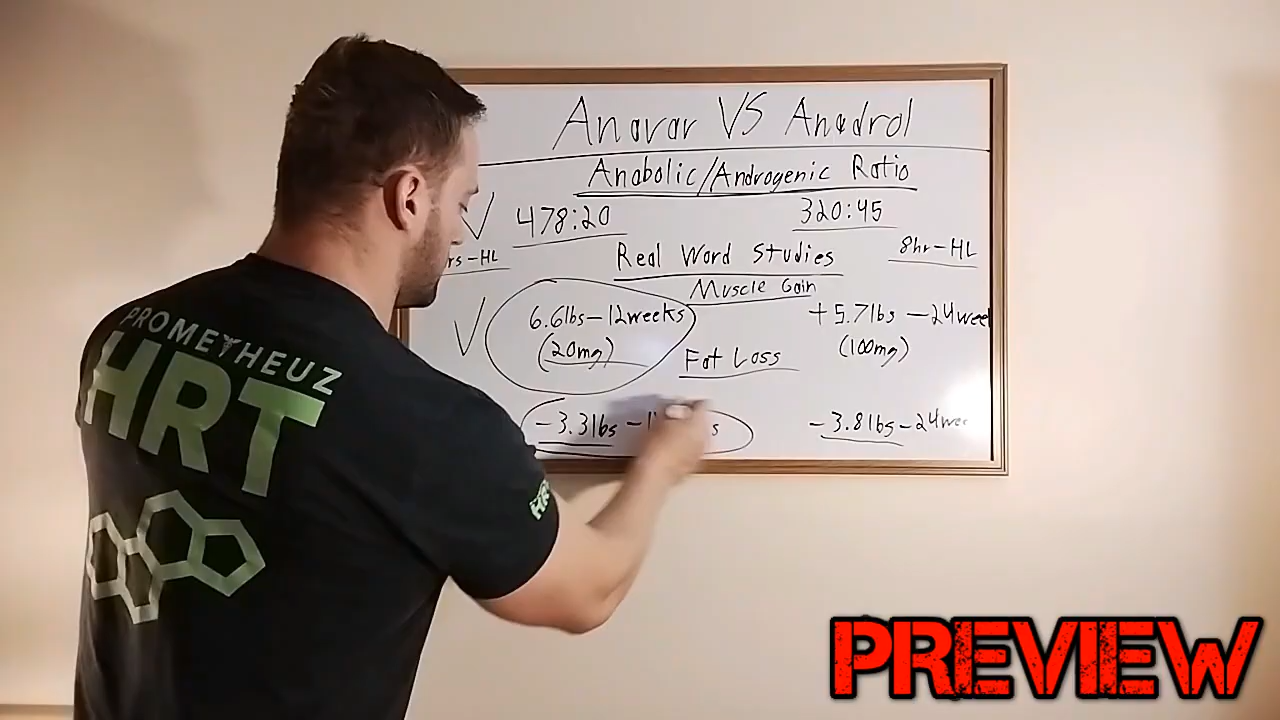 Anavar VS Anadrol
Anabolic/Androgenic Ratio
478:20 320:45
rs-HL 8hr-HL
Real Word Studies
Muscle Gain
6.6lbs-12weeks +5.7lbs-24wee
(20mg) (100mg)
Fat Loss
-3.3lbs -3.8lbs-24wee
PROMETHEUZ
HRT
HR
PREVIEW